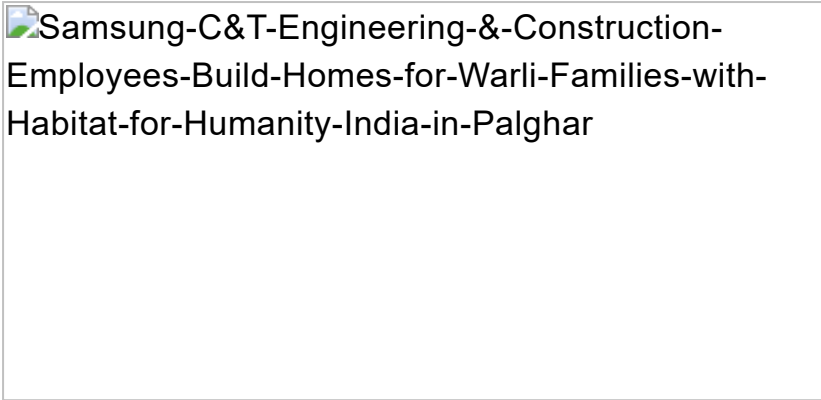 Samsung-C&T-Engineering-&-Construction-
Employees-Build-Homes-for-Warli-Families-with-
Habitat-for-Humanity-India-in-Palghar